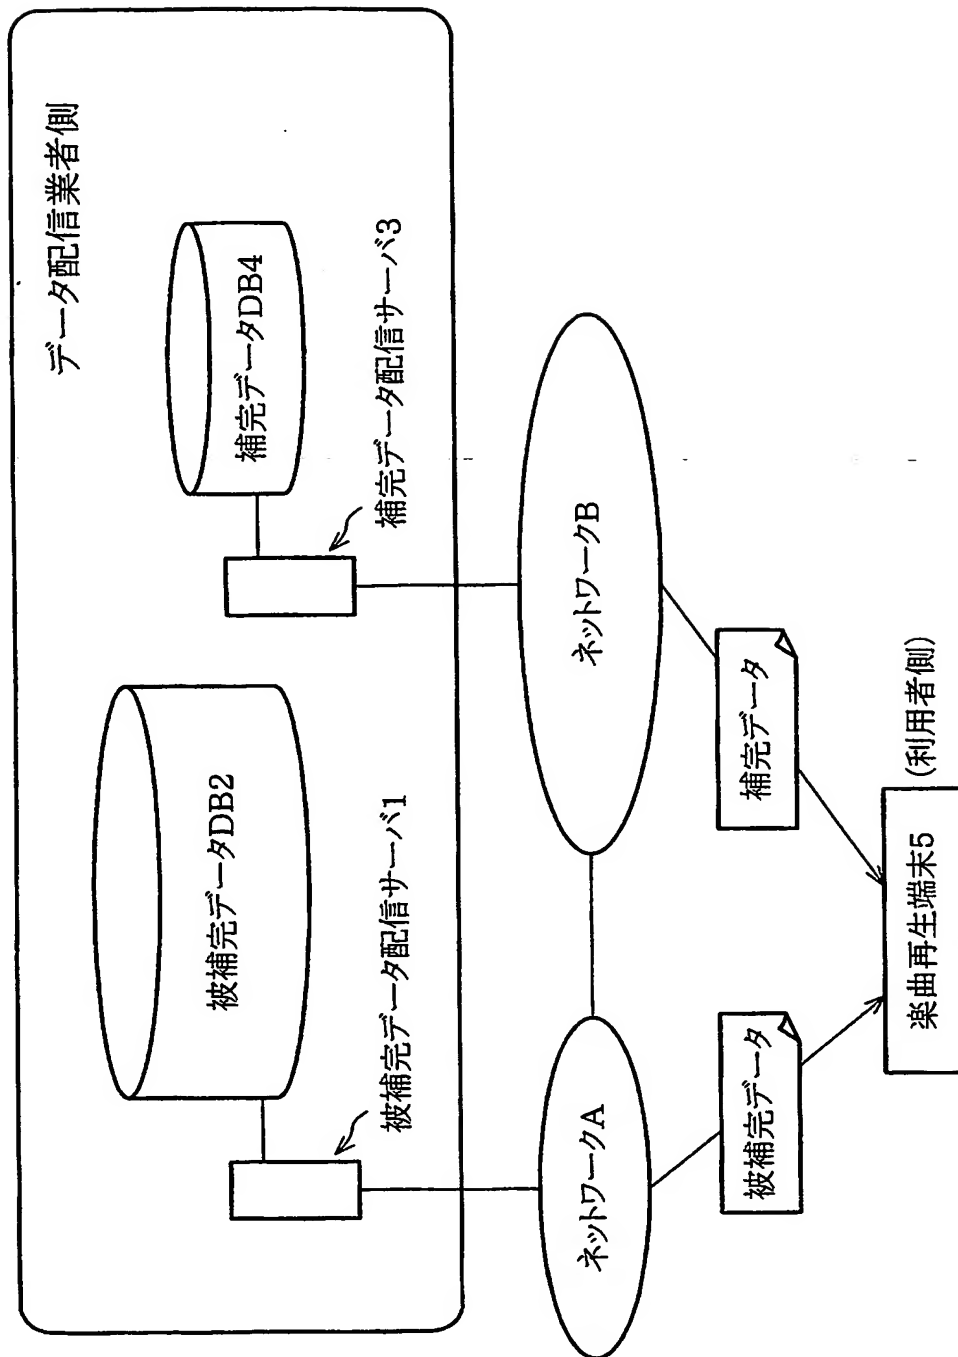 データ配信業者側
被補完データDB2
補完データDB4
被補完データ配信サーバ1
補完データ配信サーバ3
ネットワークA
ネットワークB
被補完データ
補完データ
楽曲再生端末5
(利用者側)